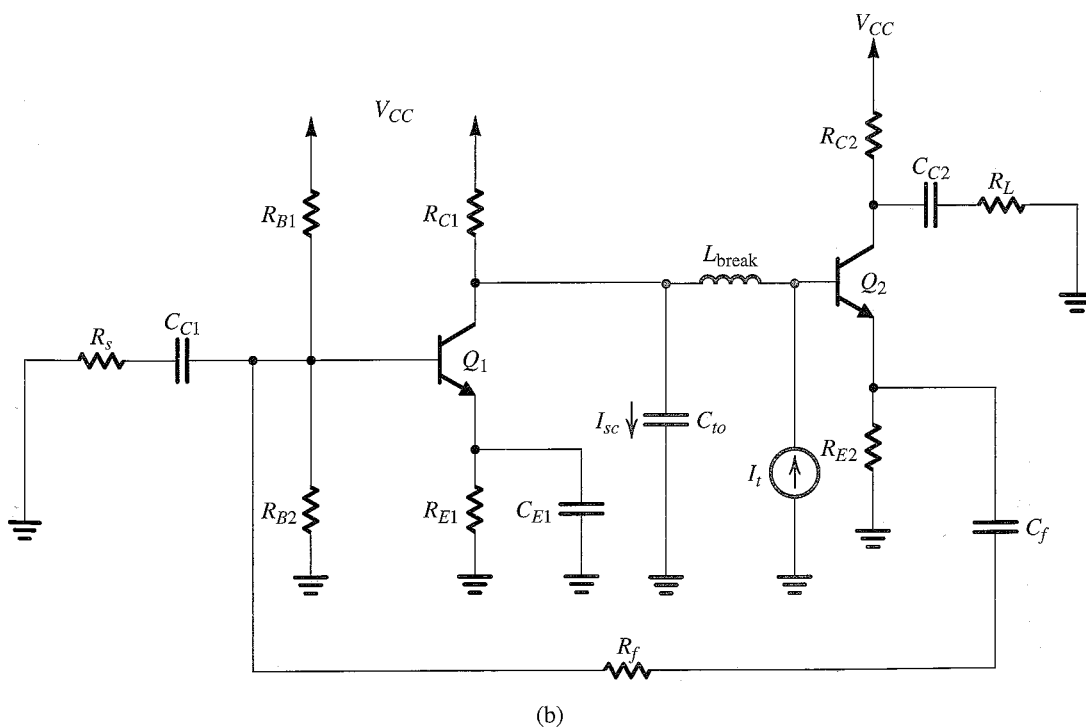 V_CC
V_CC
R_C2
C_C2
R_L
R_B1
R_C1
L_break
Q_2
C_C1
R_s
Q_1
I_sc
C_to
R_E2
I_t
R_B2
R_E1
C_E1
C_f
R_f
(b)